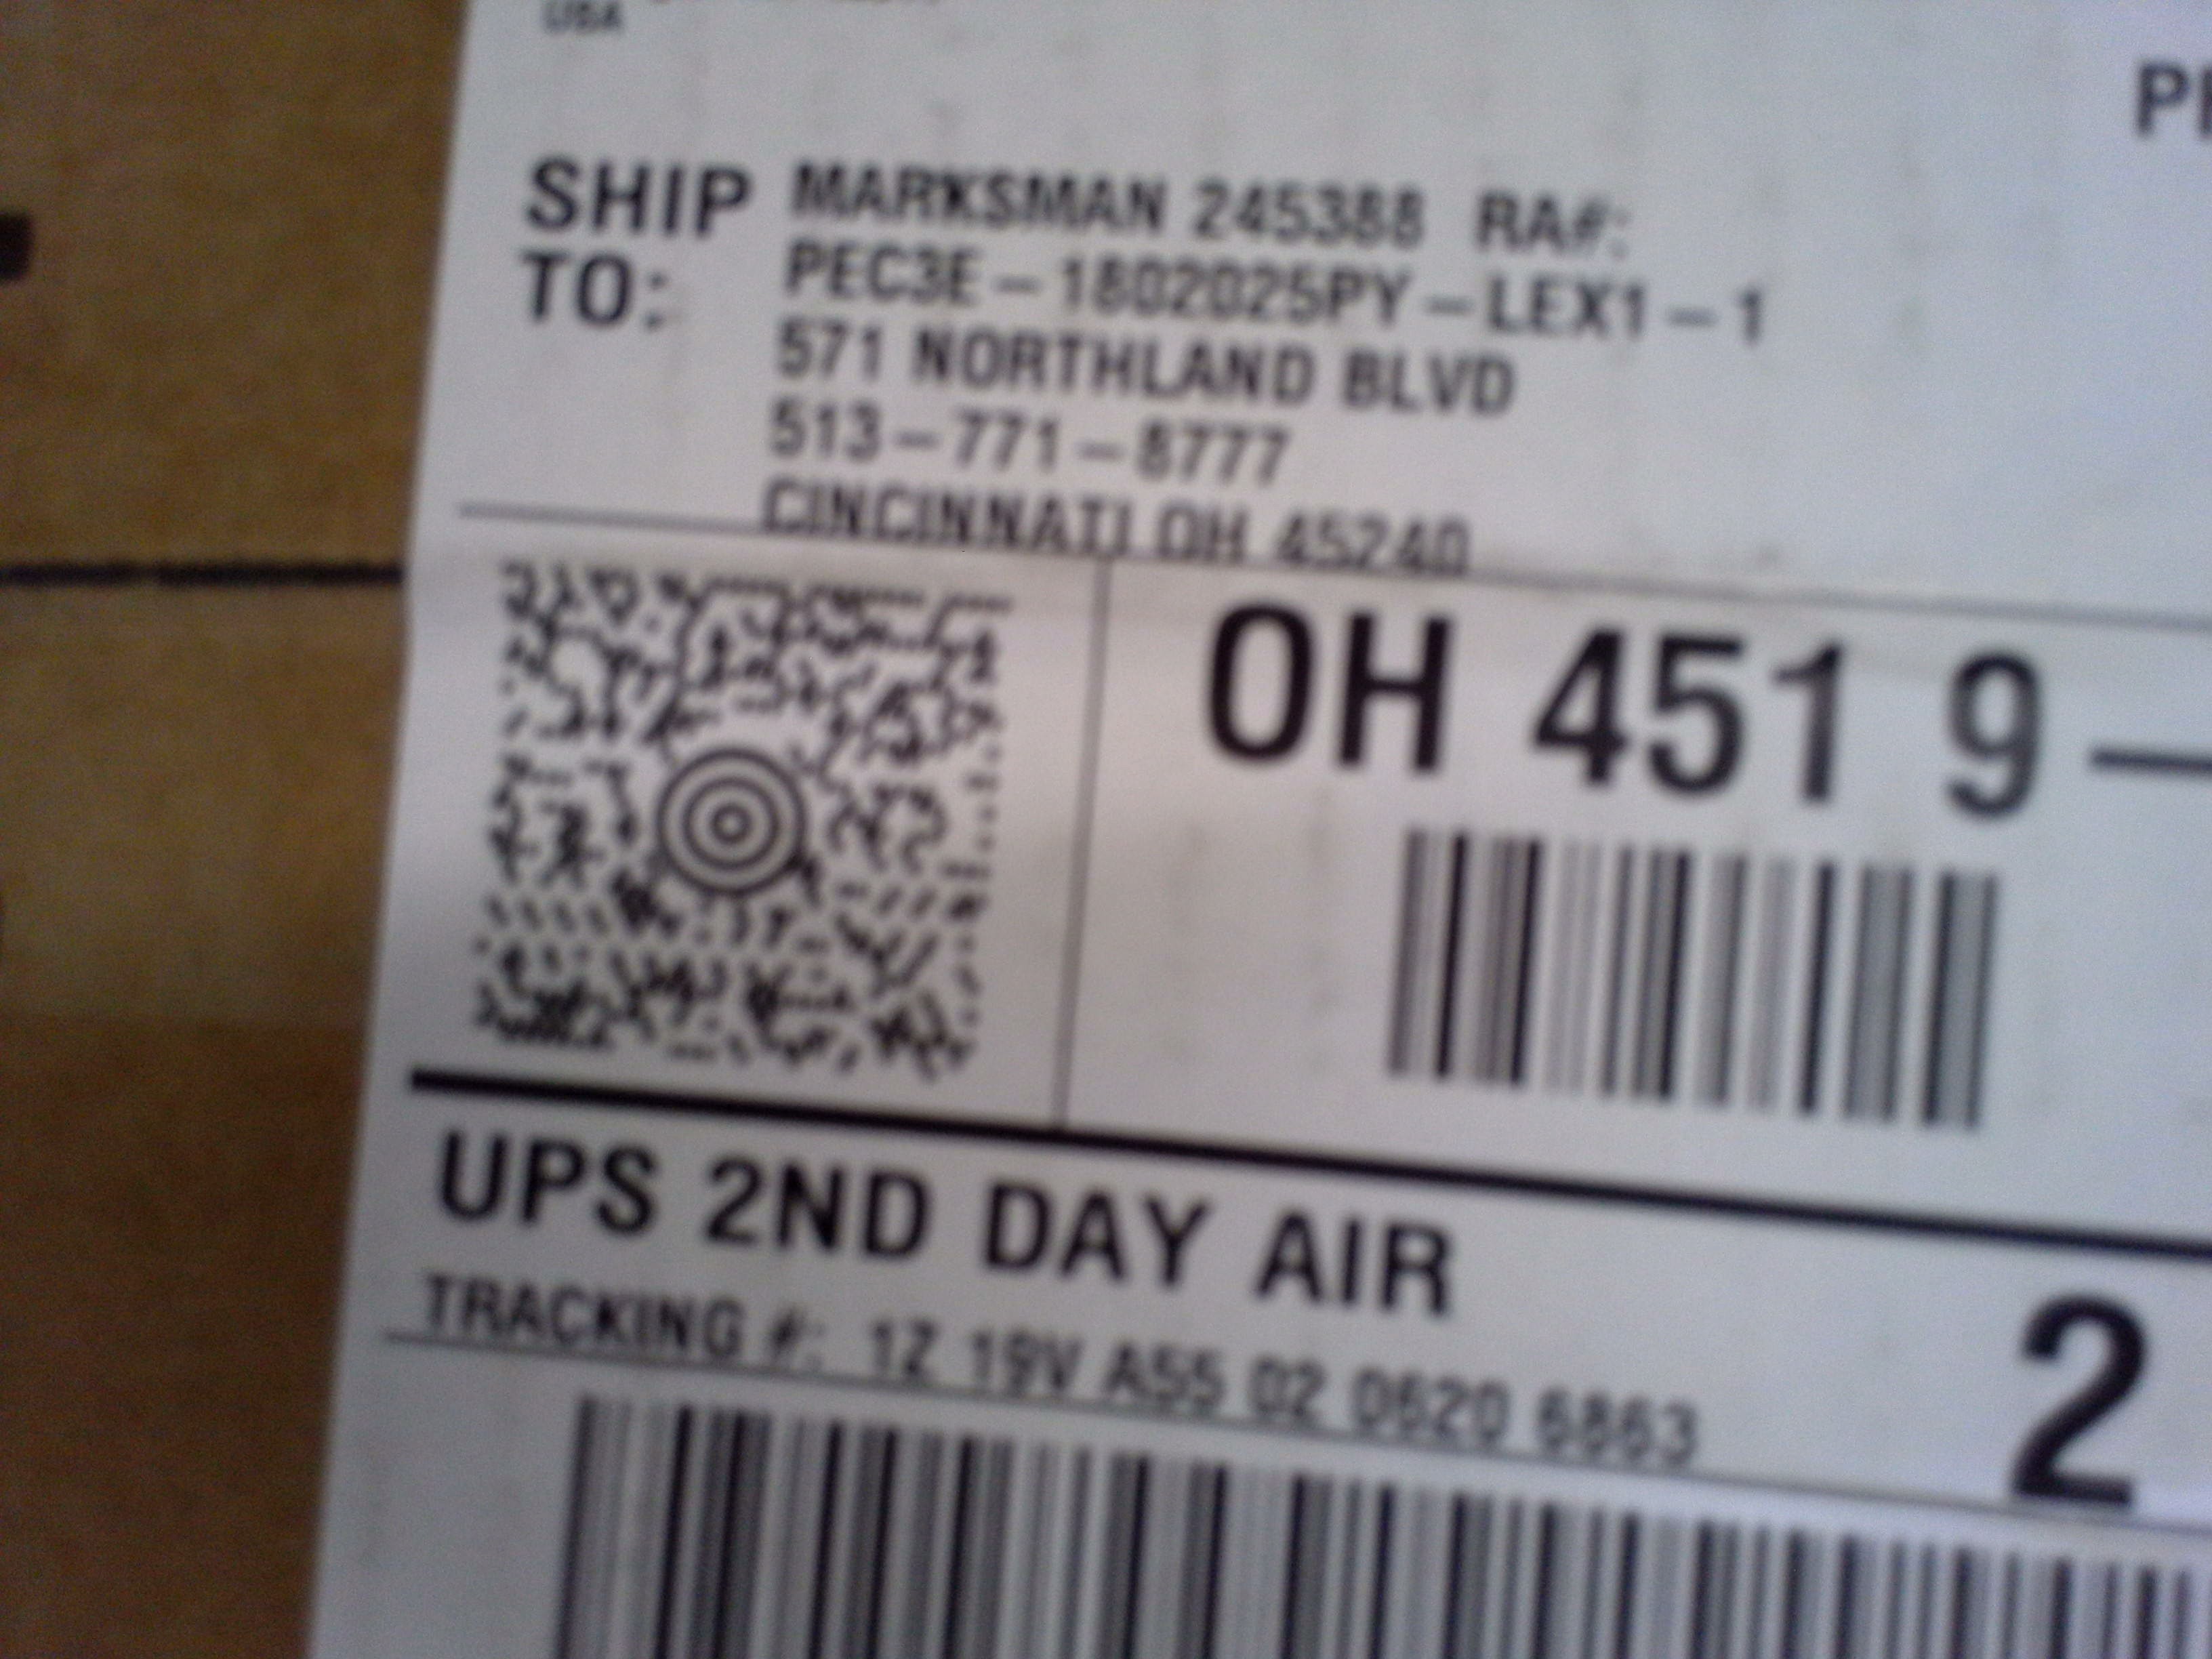 USA
SHIP TO: MARKSMAN 245388 RA#:
PEC3E - 1802025PY - LEX1 - 1
571 NORTHLAND BLVD
513 - 771 - 8777
CINCINNATI OH 45240
OH 451 9 -
UPS 2ND DAY AIR
TRACKING #: 1Z 19V A55 02 0620 6863
2